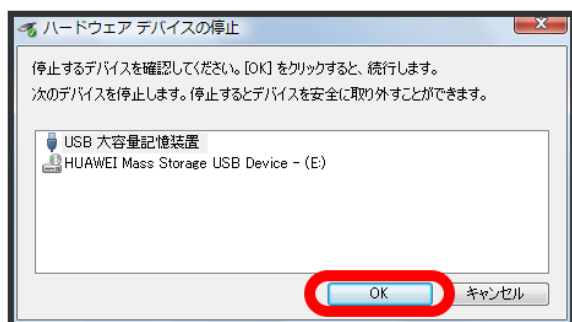 ハードウェア デバイスの停止
停止するデバイスを確認してください。[OK] をクリックすると、続行します。
次のデバイスを停止します。停止するとデバイスを安全に取り外すことができます。
USB 大容量記憶装置
HUAWEI Mass Storage USB Device - (E:)
OK
キャンセル